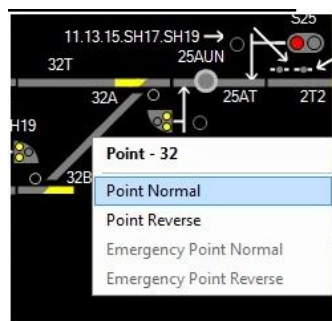 S25
11.13.15.SH17.SH19
32T
25AUN
32A
25AT
2T2
H19
32B
Point - 32
Point Normal
Point Reverse
Emergency Point Normal
Emergency Point Reverse